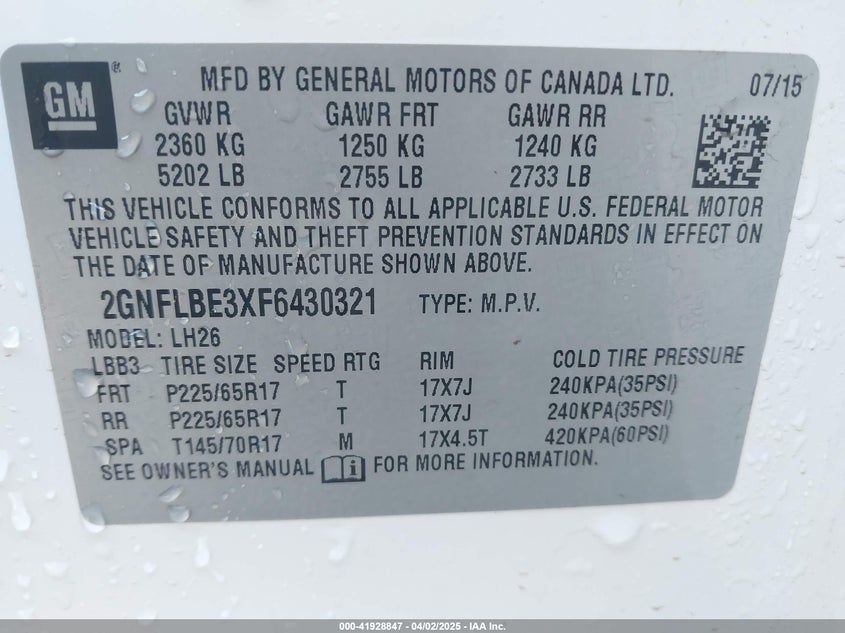 GM®
MFD BY GENERAL MOTORS OF CANADA LTD. 07/15
GVWR GAWR FRT GAWR RR
2360 KG 1250 KG 1240 KG
5202 LB 2755 LB 2733 LB
THIS VEHICLE CONFORMS TO ALL APPLICABLE U.S. FEDERAL MOTOR
VEHICLE SAFETY AND THEFT PREVENTION STANDARDS IN EFFECT ON
THE DATE OF MANUFACTURE SHOWN ABOVE.
2GNFLBE3XF6430321 TYPE: M.P.V.
MODEL: LH26
LBB3 TIRE SIZE SPEED RTG RIM COLD TIRE PRESSURE
FRT P225/65R17 T 17X7J 240KPA(35PSI)
RR P225/65R17 T 17X7J 240KPA(35PSI)
SPA T145/70R17 M 17X4.5T 420KPA(60PSI)
SEE OWNER'S MANUAL FOR MORE INFORMATION.
000-41928847 - 04/02/2025 - IAA Inc.